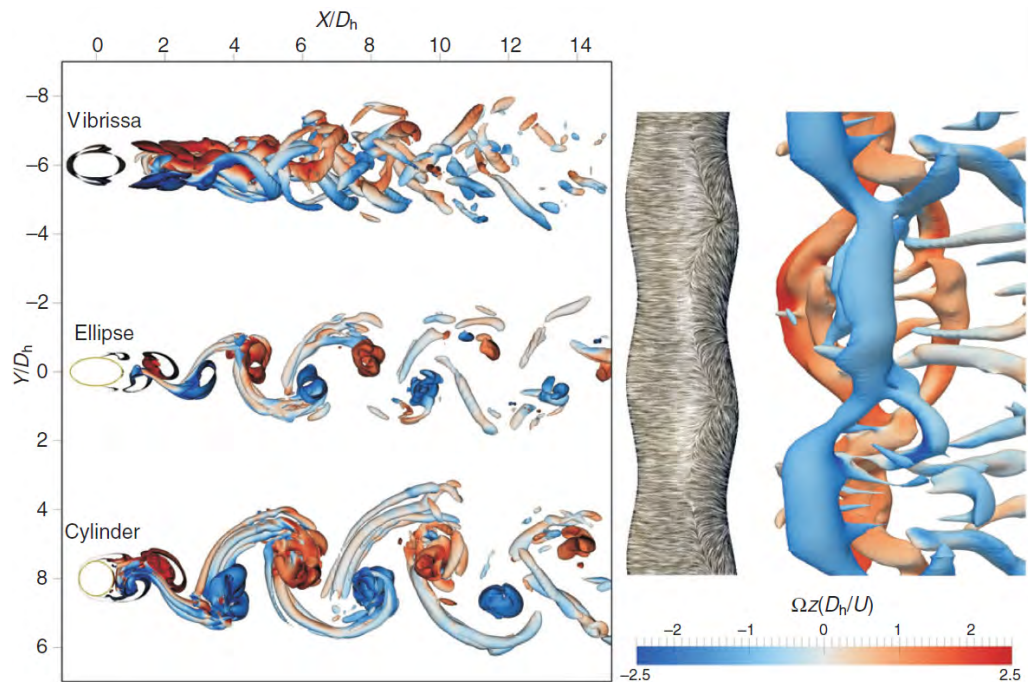 X/Dₕ
0 2 4 6 8 10 12 14
Y/Dₕ
–8
Vibrissa
–6
–4
–2
Ellipse
0
2
4
Cylinder
8
6
Ωz(Dₕ/U)
–2 –1 0 1 2
–2.5 2.5